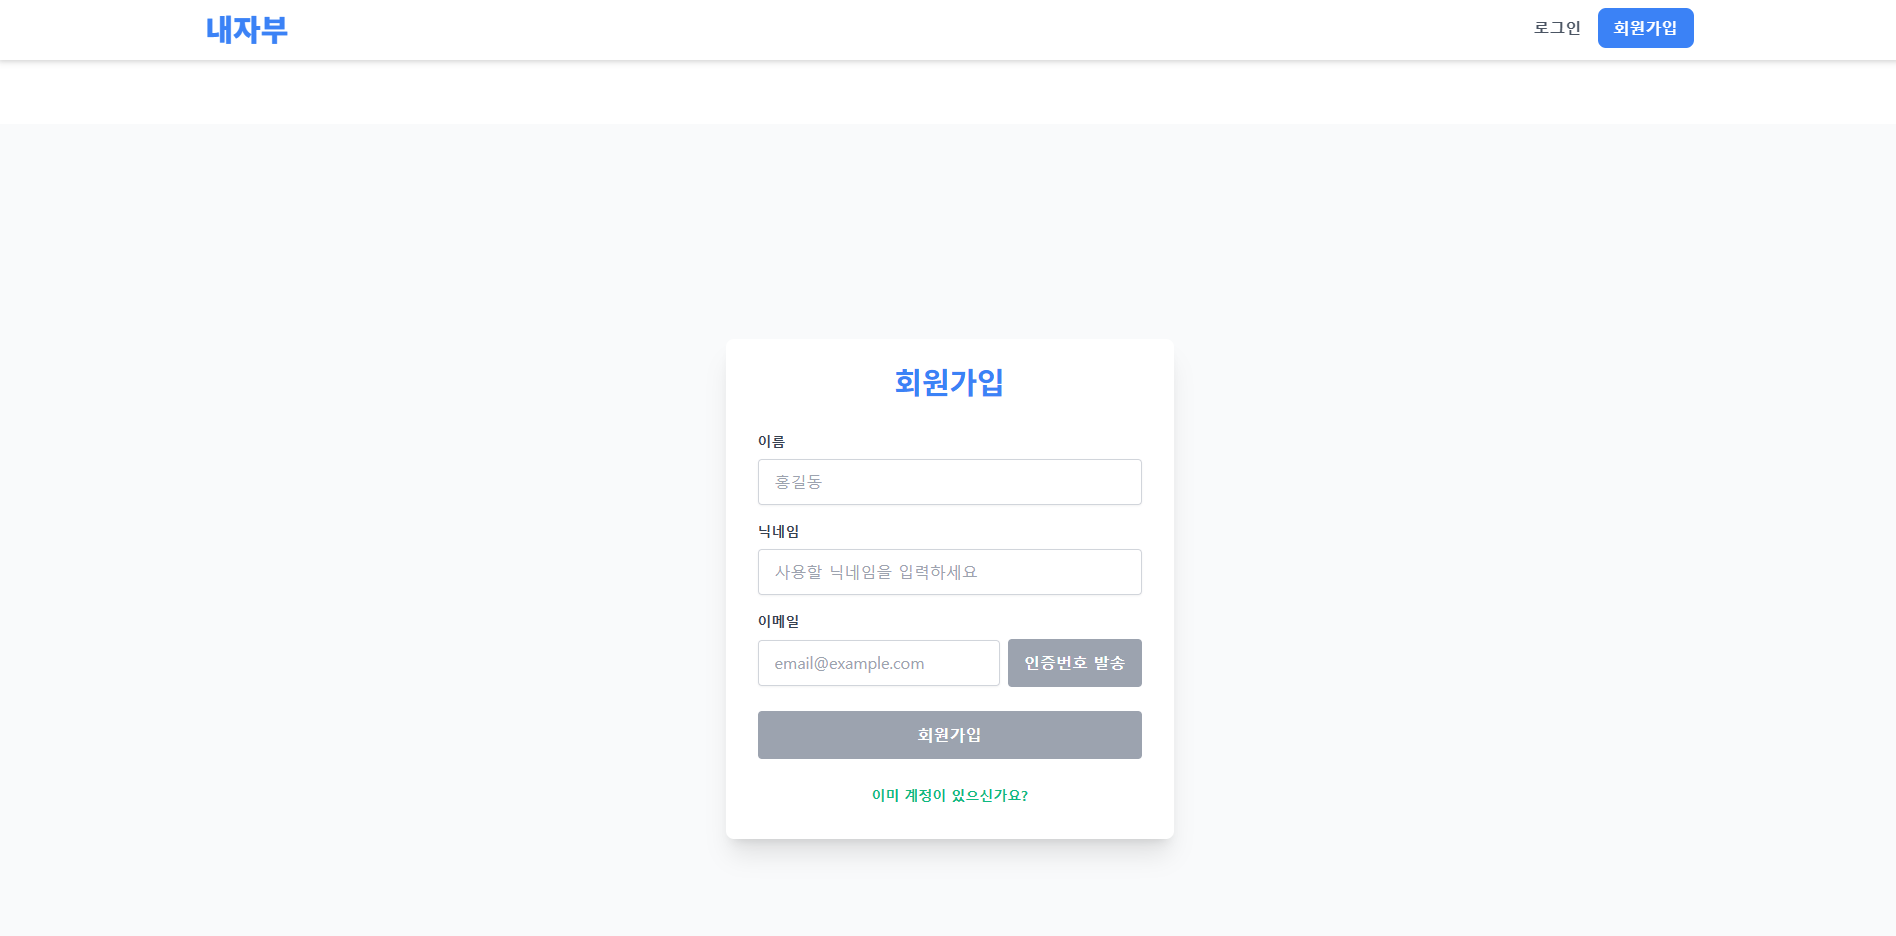 내자부
로그인
회원가입
회원가입
이름
홍길동
닉네임
사용할 닉네임을 입력하세요
이메일
email@example.com
인증번호 발송
회원가입
이미 계정이 있으신가요?